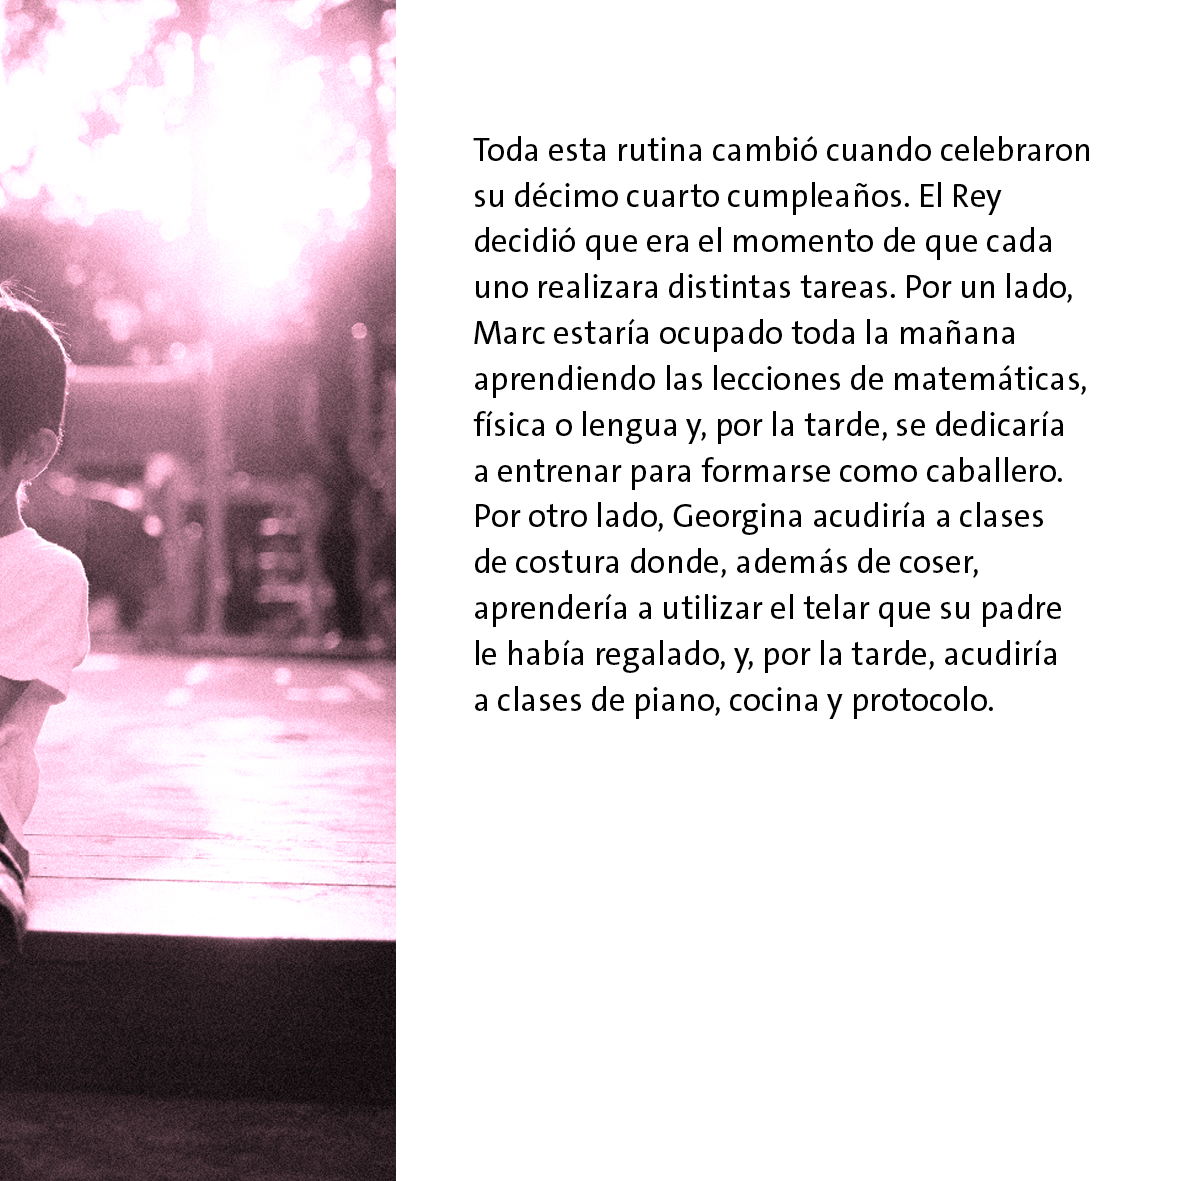 Toda esta rutina cambió cuando celebraron
su décimo cuarto cumpleaños. El Rey
decidió que era el momento de que cada
uno realizara distintas tareas. Por un lado,
Marc estaría ocupado toda la mañana
aprendiendo las lecciones de matemáticas,
física o lengua y, por la tarde, se dedicaría
a entrenar para formarse como caballero.
Por otro lado, Georgina acudiría a clases
de costura donde, además de coser,
aprendería a utilizar el telar que su padre
le había regalado, y, por la tarde, acudiría
a clases de piano, cocina y protocolo.